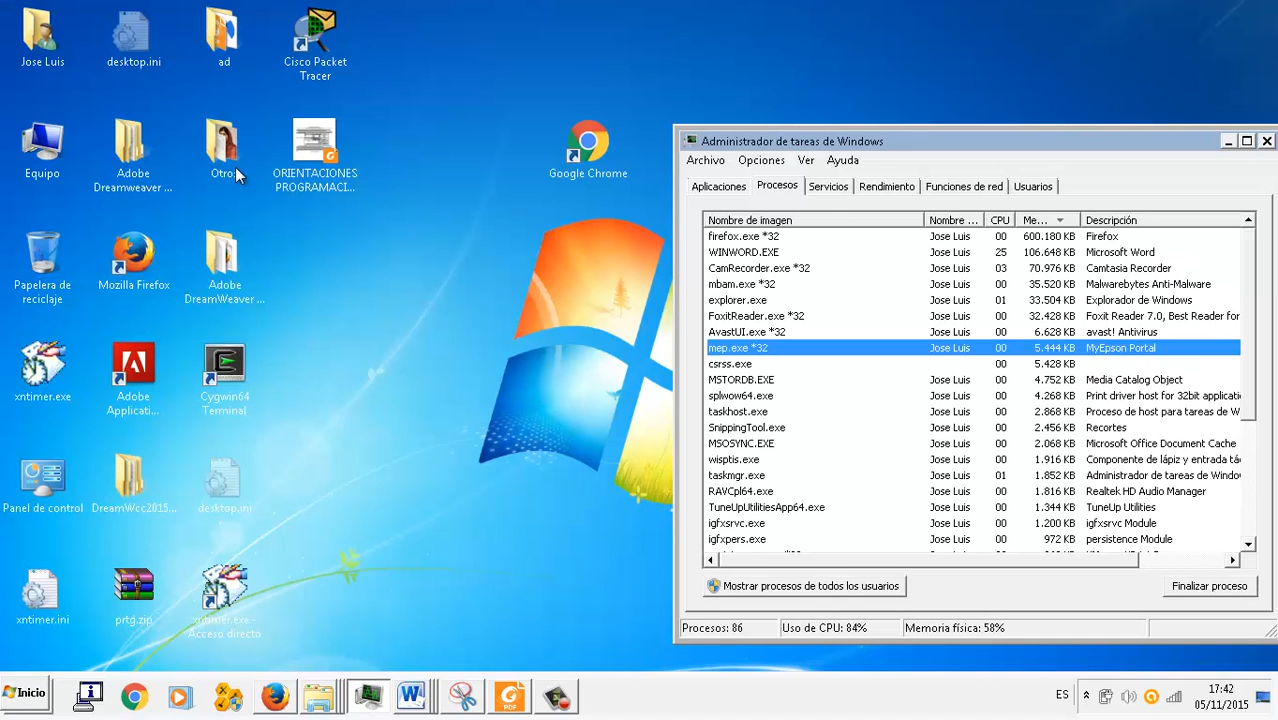 Jose Luis
desktop.ini
ad
Cisco Packet
Tracer
Equipo
Adobe
Dreamweaver ...
Otros
ORIENTACIONES
PROGRAMACI...
Google Chrome
Papelera de
reciclaje
Mozilla Firefox
Adobe
DreamWeaver ...
xntimer.exe
Adobe
Applicati...
Cygwin64
Terminal
Panel de control
DreamWcc2015...
desktop.ini
xntimer.ini
prtg.zip
xntimer.exe -
Acceso directo
Administrador de tareas de Windows
Archivo Opciones Ver Ayuda
Aplicaciones Procesos Servicios Rendimiento Funciones de red Usuarios
Nombre de imagen Nombre ... CPU Me... Descripción
firefox.exe *32 Jose Luis 00 600.180 KB Firefox
WINWORD.EXE Jose Luis 25 106.648 KB Microsoft Word
CamRecorder.exe *32 Jose Luis 03 70.976 KB Camtasia Recorder
mbam.exe *32 Jose Luis 00 35.520 KB Malwarebytes Anti-Malware
explorer.exe Jose Luis 01 33.504 KB Explorador de Windows
FoxitReader.exe *32 Jose Luis 00 32.428 KB Foxit Reader 7.0, Best Reader for
AvastUI.exe *32 Jose Luis 00 6.628 KB avast! Antivirus
mep.exe *32 Jose Luis 00 5.444 KB MyEpson Portal
csrss.exe 00 5.428 KB
MSTORDB.EXE Jose Luis 00 4.752 KB Media Catalog Object
splwow64.exe Jose Luis 00 4.268 KB Print driver host for 32bit applicati
taskhost.exe Jose Luis 00 2.868 KB Proceso de host para tareas de W
SnippingTool.exe Jose Luis 00 2.456 KB Recortes
MSOSYNC.EXE Jose Luis 00 2.068 KB Microsoft Office Document Cache
wisptis.exe Jose Luis 00 1.916 KB Componente de lápiz y entrada tá
taskmgr.exe Jose Luis 01 1.852 KB Administrador de tareas de Window
RAVCpl64.exe Jose Luis 00 1.816 KB Realtek HD Audio Manager
TuneUpUtilitiesApp64.exe Jose Luis 00 1.344 KB TuneUp Utilities
igfxsrvc.exe Jose Luis 00 1.200 KB igfxsrvc Module
igfxpers.exe Jose Luis 00 972 KB persistence Module
Mostrar procesos de todos los usuarios Finalizar proceso
Procesos: 86 Uso de CPU: 84% Memoria física: 58%
Inicio
PDF
ES
17:42
05/11/2015